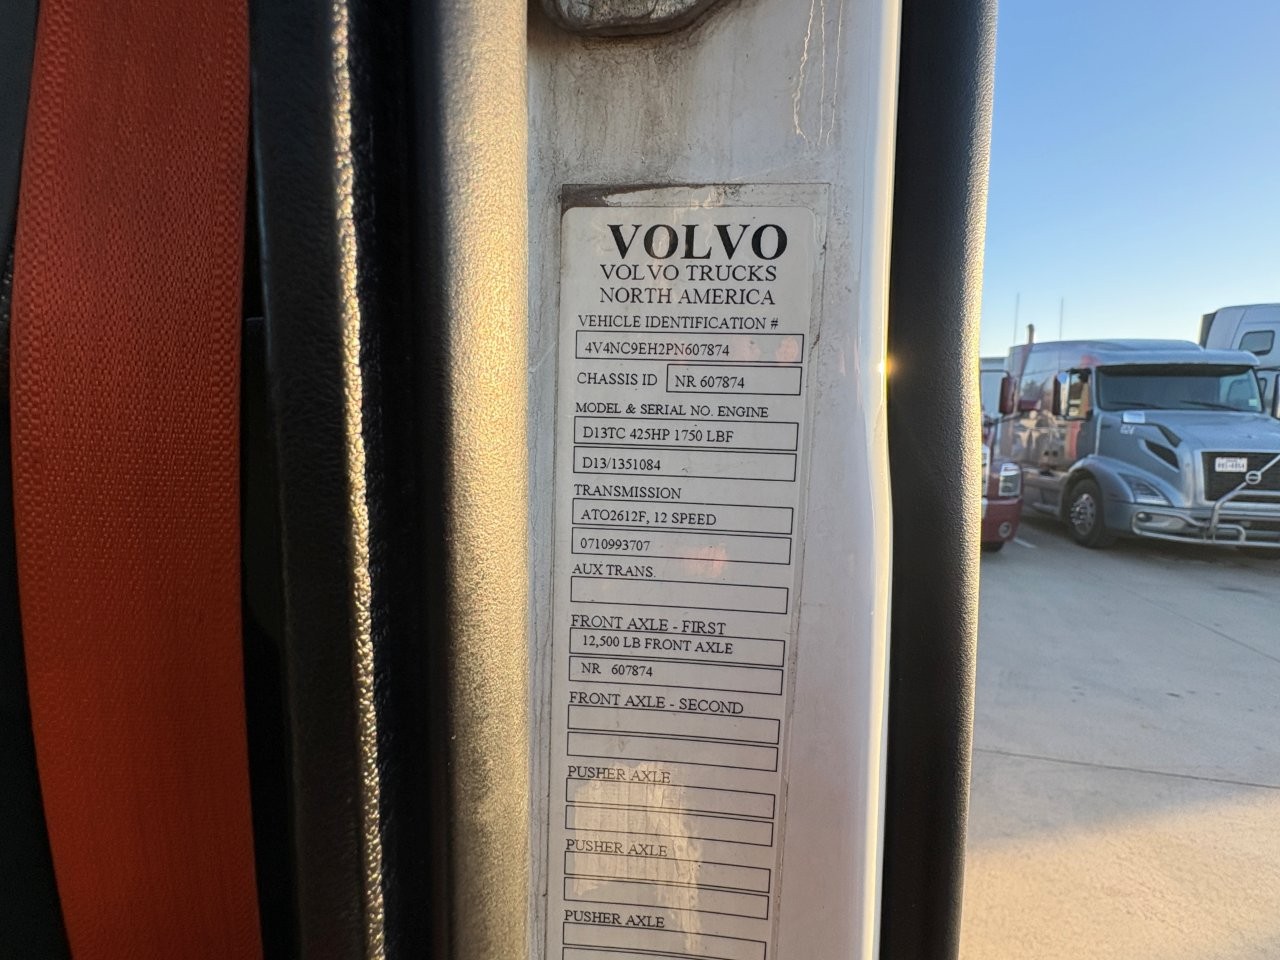 VOLVO
VOLVO TRUCKS
NORTH AMERICA
VEHICLE IDENTIFICATION #
4V4NC9EH2PN607874
CHASSIS ID NR 607874
MODEL & SERIAL NO. ENGINE
D13TC 425HP 1750 LBF
D13/1351084
TRANSMISSION
ATO2612F, 12 SPEED
0710993707
AUX TRANS.
FRONT AXLE - FIRST
12,500 LB FRONT AXLE
NR 607874
FRONT AXLE - SECOND
PUSHER AXLE
PUSHER AXLE
PUSHER AXLE